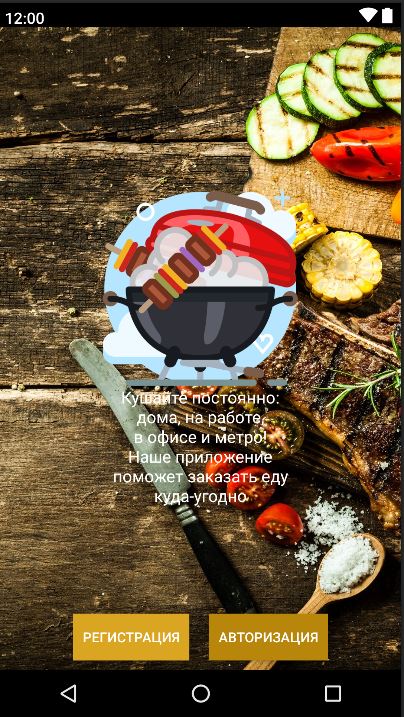 12:00
Кушайте постоянно:
дома, на работе,
в офисе и метро!
Наше приложение
поможет заказать еду
куда-угодно
РЕГИСТРАЦИЯ АВТОРИЗАЦИЯ